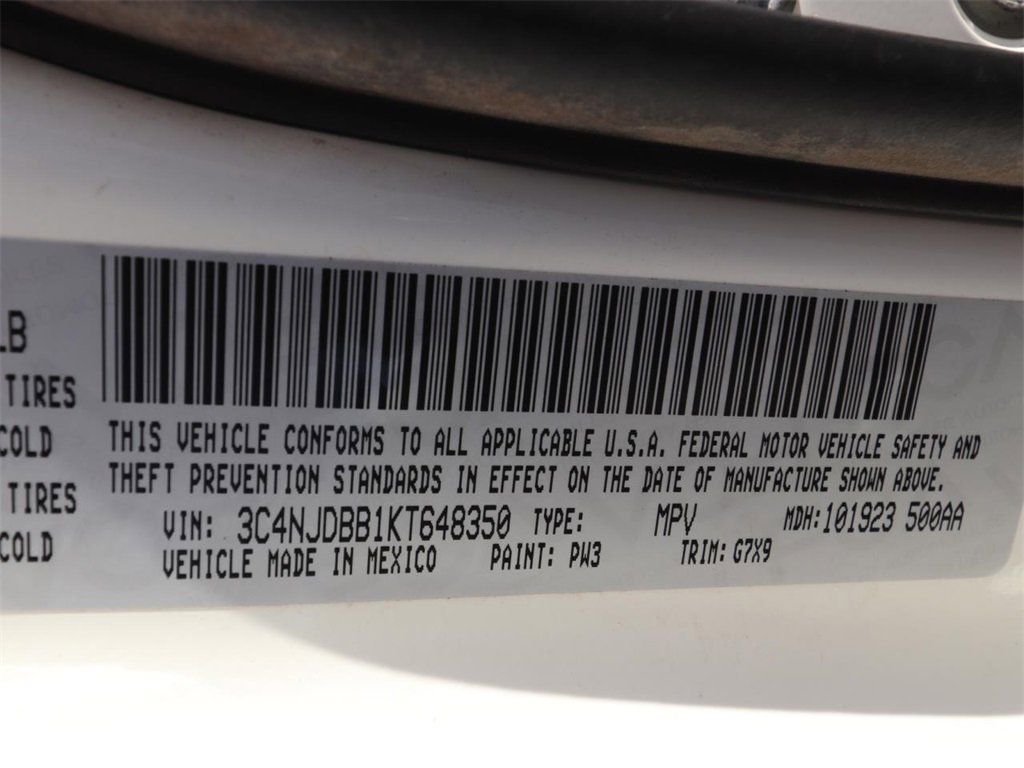 LB
TIRES
COLD
TIRES
COLD
THIS VEHICLE CONFORMS TO ALL APPLICABLE U.S.A. FEDERAL MOTOR VEHICLE SAFETY AND
THEFT PREVENTION STANDARDS IN EFFECT ON THE DATE OF MANUFACTURE SHOWN ABOVE.
VIN: 3C4NJDBB1KT648350 TYPE: MPV MDH:101923 500AA
VEHICLE MADE IN MEXICO PAINT: PW3 TRIM: G7X9